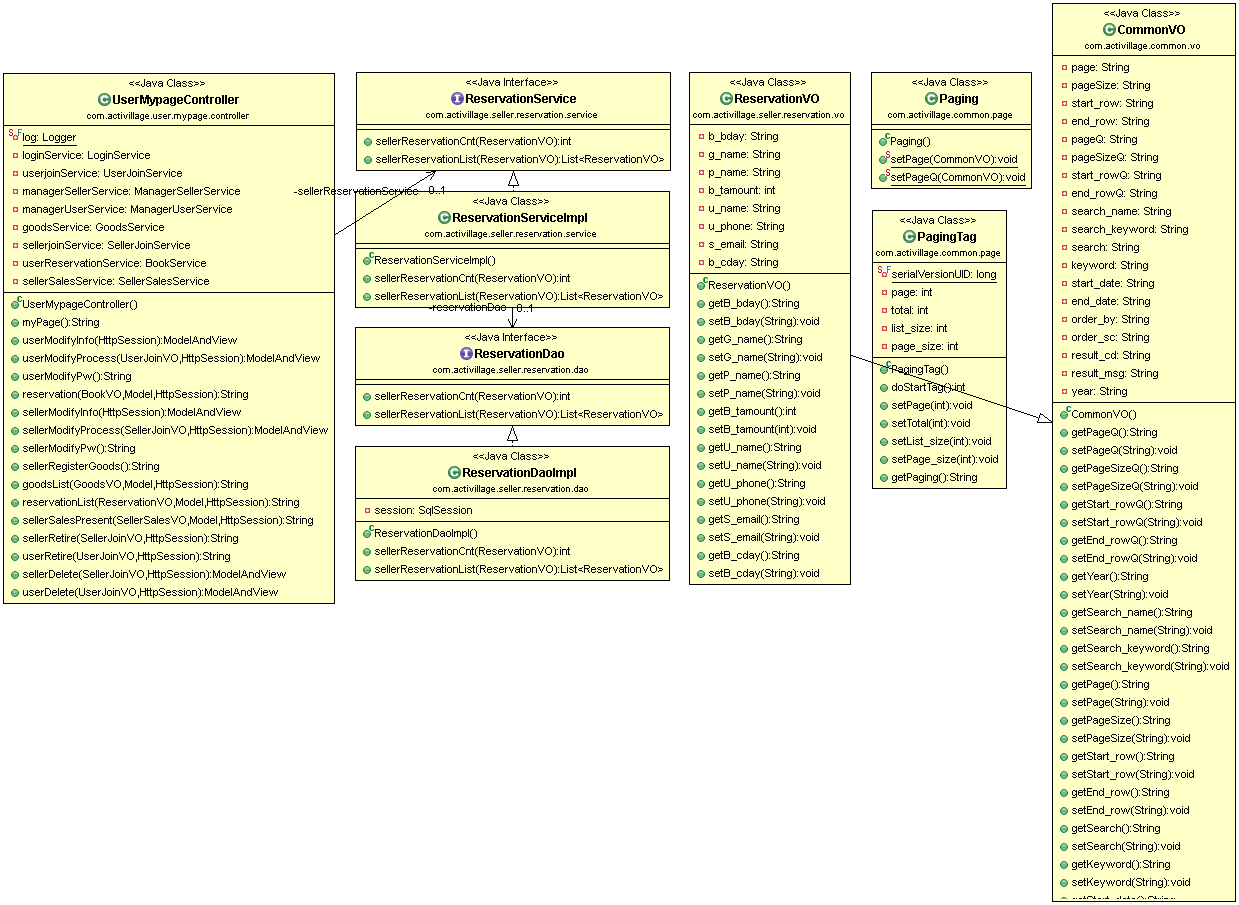 <<Java Class>>
UserMypageController
com.activillage.user.mypage.controller
log: Logger
loginService: LoginService
userjoinService: UserJoinService
managerSellerService: ManagerSellerService
managerUserService: ManagerUserService
goodsService: GoodsService
sellerjoinService: SellerJoinService
userReservationService: BookService
sellerSalesService: SellerSalesService
UserMypageController()
myPage():String
userModifyInfo(HttpSession):ModelAndView
userModifyProcess(UserJoinVO,HttpSession):ModelAndView
userModifyPw():String
reservation(BookVO,Model,HttpSession):String
sellerModifyInfo(HttpSession):ModelAndView
sellerModifyProcess(SellerJoinVO,HttpSession):ModelAndView
sellerModifyPw():String
sellerRegisterGoods():String
goodsList(GoodsVO,Model,HttpSession):String
reservationList(ReservationVO,Model,HttpSession):String
sellerSalesPresent(SellerSalesVO,Model,HttpSession):String
sellerRetire(SellerJoinVO,HttpSession):String
userRetire(UserJoinVO,HttpSession):String
sellerDelete(SellerJoinVO,HttpSession):ModelAndView
userDelete(UserJoinVO,HttpSession):ModelAndView
<<Java Interface>>
ReservationService
com.activillage.seller.reservation.service
sellerReservationCnt(ReservationVO):int
sellerReservationList(ReservationVO):List<ReservationVO>
-sellerReservationService 0..1
<<Java Class>>
ReservationServiceImpl
com.activillage.seller.reservation.service
ReservationServiceImpl()
sellerReservationCnt(ReservationVO):int
sellerReservationList(ReservationVO):List<ReservationVO>
-reservationDao 0..1
<<Java Interface>>
ReservationDao
com.activillage.seller.reservation.dao
sellerReservationCnt(ReservationVO):int
sellerReservationList(ReservationVO):List<ReservationVO>
<<Java Class>>
ReservationDaoImpl
com.activillage.seller.reservation.dao
session: SqlSession
ReservationDaoImpl()
sellerReservationCnt(ReservationVO):int
sellerReservationList(ReservationVO):List<ReservationVO>
<<Java Class>>
ReservationVO
com.activillage.seller.reservation.vo
b_bday: String
g_name: String
p_name: String
b_tamount: int
u_name: String
u_phone: String
s_email: String
b_cday: String
ReservationVO()
getB_bday():String
setB_bday(String):void
getG_name():String
setG_name(String):void
getP_name():String
setP_name(String):void
getB_tamount():int
setB_tamount(int):void
getU_name():String
setU_name(String):void
getU_phone():String
setU_phone(String):void
getS_email():String
setS_email(String):void
getB_cday():String
setB_cday(String):void
<<Java Class>>
Paging
com.activillage.common.page
Paging()
setPage(CommonVO):void
setPageQ(CommonVO):void
<<Java Class>>
PagingTag
com.activillage.common.page
serialVersionUID: long
page: int
total: int
list_size: int
page_size: int
PagingTag()
doStartTag():int
setPage(int):void
setTotal(int):void
setList_size(int):void
setPage_size(int):void
getPaging():String
<<Java Class>>
CommonVO
com.activillage.common.vo
page: String
pageSize: String
start_row: String
end_row: String
pageQ: String
pageSizeQ: String
start_rowQ: String
end_rowQ: String
search_name: String
search_keyword: String
search: String
keyword: String
start_date: String
end_date: String
order_by: String
order_sc: String
result_cd: String
result_msg: String
year: String
CommonVO()
getPageQ():String
setPageQ(String):void
getPageSizeQ():String
setPageSizeQ(String):void
getStart_rowQ():String
setStart_rowQ(String):void
getEnd_rowQ():String
setEnd_rowQ(String):void
getYear():String
setYear(String):void
getSearch_name():String
setSearch_name(String):void
getSearch_keyword():String
setSearch_keyword(String):void
getPage():String
setPage(String):void
getPageSize():String
setPageSize(String):void
getStart_row():String
setStart_row(String):void
getEnd_row():String
setEnd_row(String):void
getSearch():String
setSearch(String):void
getKeyword():String
setKeyword(String):void